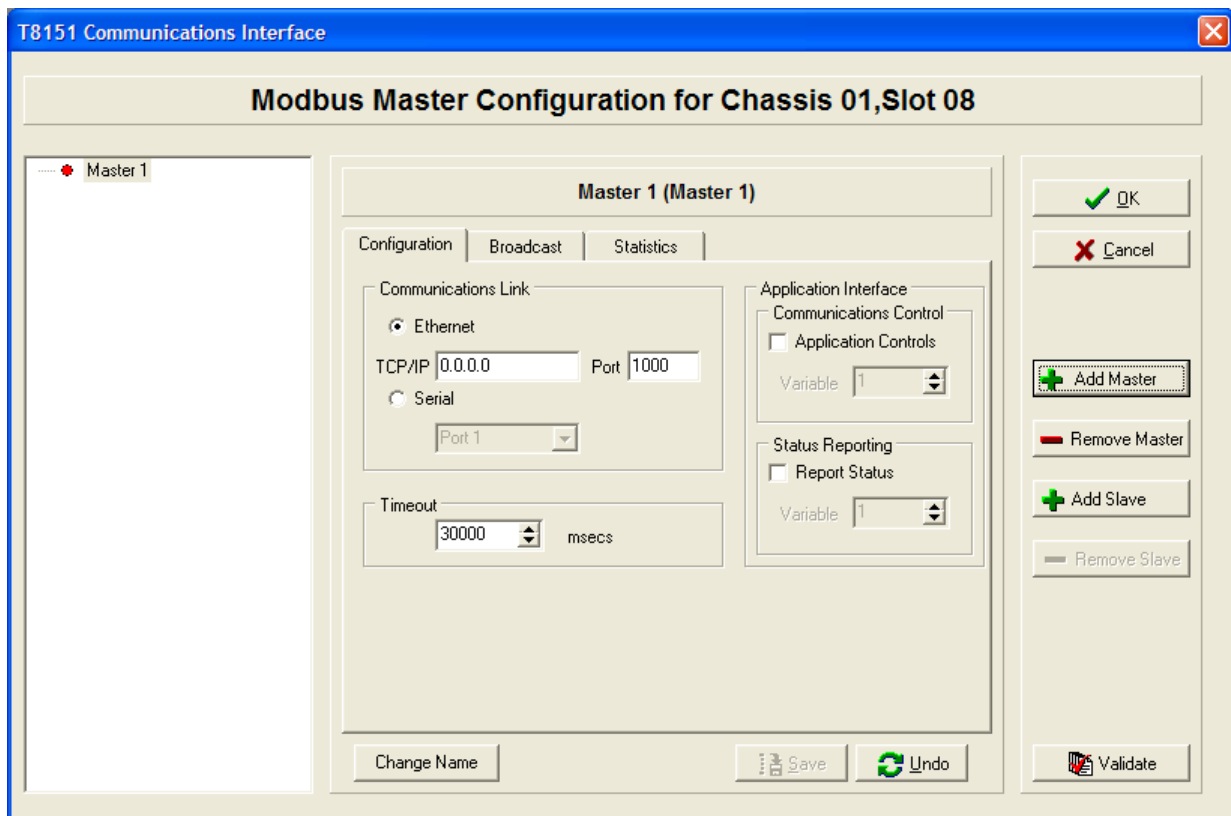 T8151 Communications Interface
Modbus Master Configuration for Chassis 01,Slot 08
Master 1
Master 1 (Master 1)
Configuration Broadcast Statistics
Communications Link
Ethernet
TCP/IP 0.0.0.0 Port 1000
Serial
Port 1
Timeout
30000 msecs
Application Interface
Communications Control
Application Controls
Variable 1
Status Reporting
Report Status
Variable 1
Change Name Save Undo
OK
Cancel
Add Master
Remove Master
Add Slave
Remove Slave
Validate